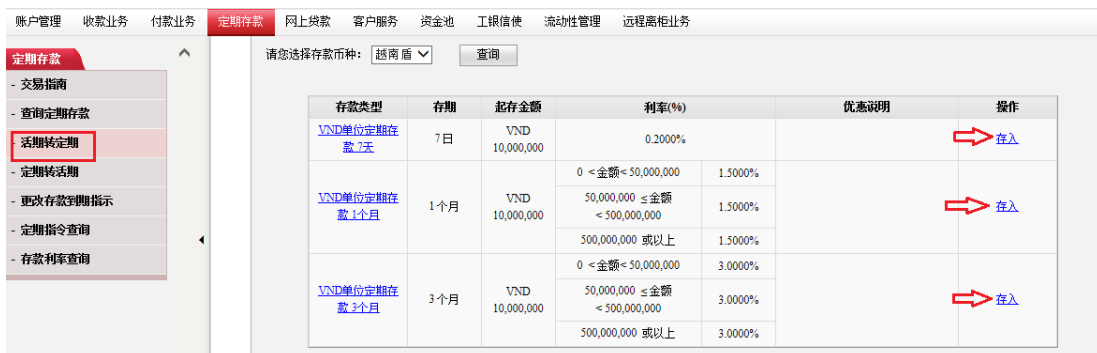 账户管理 收款业务 付款业务 定期存款 网上贷款 客户服务 资金池 工银信使 流动性管理 远程离柜业务
定期存款
- 交易指南
- 查询定期存款
- 活期转定期
- 定期转活期
- 更改存款到期指示
- 定期指令查询
- 存款利率查询
请您选择存款币种： 越南盾 查询
存款类型 存期 起存金额 利率(%) 优惠说明 操作
VND单位定期存
款 7天
7日
VND
10,000,000
0.2000%
存入
VND单位定期存
款 1个月
1个月
VND
10,000,000
0 <金额< 50,000,000 1.5000%
50,000,000 ≤金额
< 500,000,000
1.5000%
500,000,000 或以上 1.5000%
存入
VND单位定期存
款 3个月
3个月
VND
10,000,000
0 <金额< 50,000,000 3.0000%
50,000,000 ≤金额
< 500,000,000
3.0000%
500,000,000 或以上 3.0000%
存入